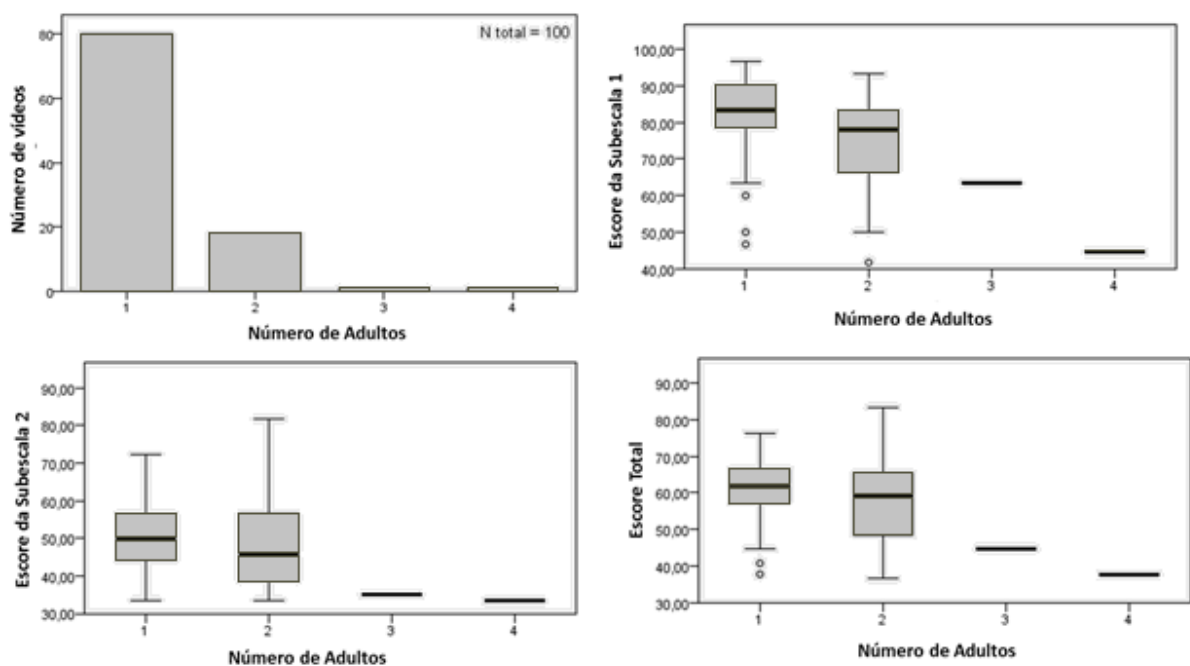 N total = 100
Número de vídeos
80
60
40
20
0
1 2 3 4
Número de Adultos
Escore da Subescala 1
100,00
90,00
80,00
70,00
60,00
50,00
40,00
1 2 3 4
Número de Adultos
Escore da Subescala 2
90,00
80,00
70,00
60,00
50,00
40,00
30,00
1 2 3 4
Número de Adultos
Escore Total
90,00
80,00
70,00
60,00
50,00
40,00
30,00
1 2 3 4
Número de Adultos